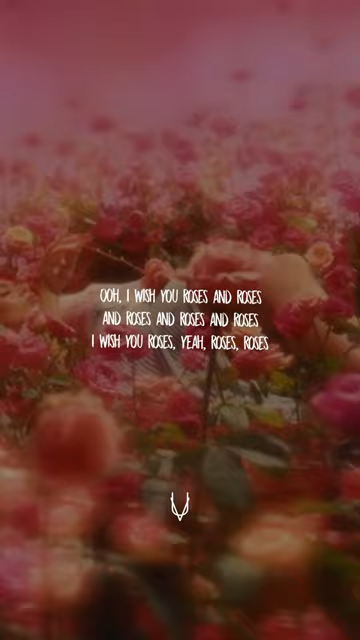 OOH, I WISH YOU ROSES AND ROSES
AND ROSES AND ROSES AND ROSES
I WISH YOU ROSES, YEAH, ROSES, ROSES